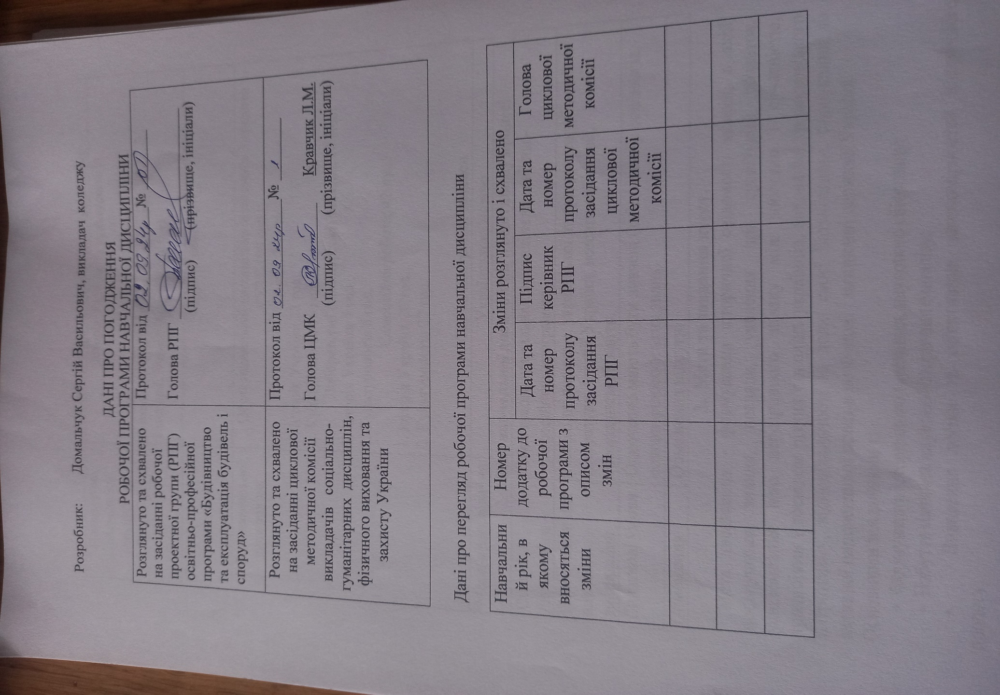 Розробник: Домальчук Сергій Васильович, викладач коледжу
ДАНІ ПРО ПОГОДЖЕННЯ
РОБОЧОЇ ПРОГРАМИ НАВЧАЛЬНОЇ ДИСЦИПЛІНИ
Розглянуто та схвалено
на засіданні робочої
проектної групи (РПГ)
освітньо-професійної
програми «Будівництво
та експлуатація будівель і
споруд»
Протокол від 02.09.24р №
Голова РПГ
(підпис) (прізвище, ініціали)
Розглянуто та схвалено
на засіданні циклової
методичної комісії
викладачів соціально-
гуманітарних дисциплін,
фізичного виховання та
захисту України
Протокол від 02.09 24р № 1
Голова ЦМК Кравчик Л.М.
(підпис) (прізвище, ініціали)
Дані про перегляд робочої програми навчальної дисципліни
Навчальни
й рік, в
якому
вносяться
зміни
Номер
додатку до
робочої
програми з
описом
змін
Зміни розглянуто і схвалено
Дата та
номер
протоколу
засідання
РПГ
Підпис
керівник
РПГ
Дата та
номер
протоколу
засідання
циклової
методичної
комісії
Голова
циклової
методичної
комісії